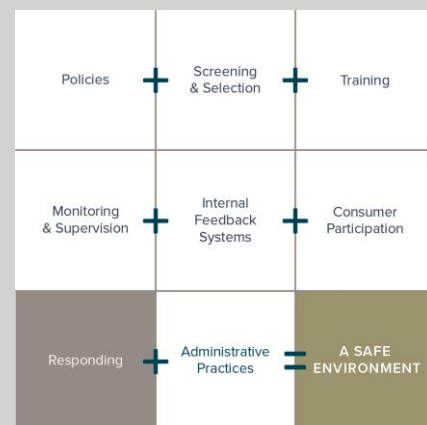 Policies
+
Screening
& Selection
+
Training
Monitoring
& Supervision
+
Internal
Feedback
Systems
+
Consumer
Participation
Responding
+
Administrative
Practices
=
A SAFE
ENVIRONMENT